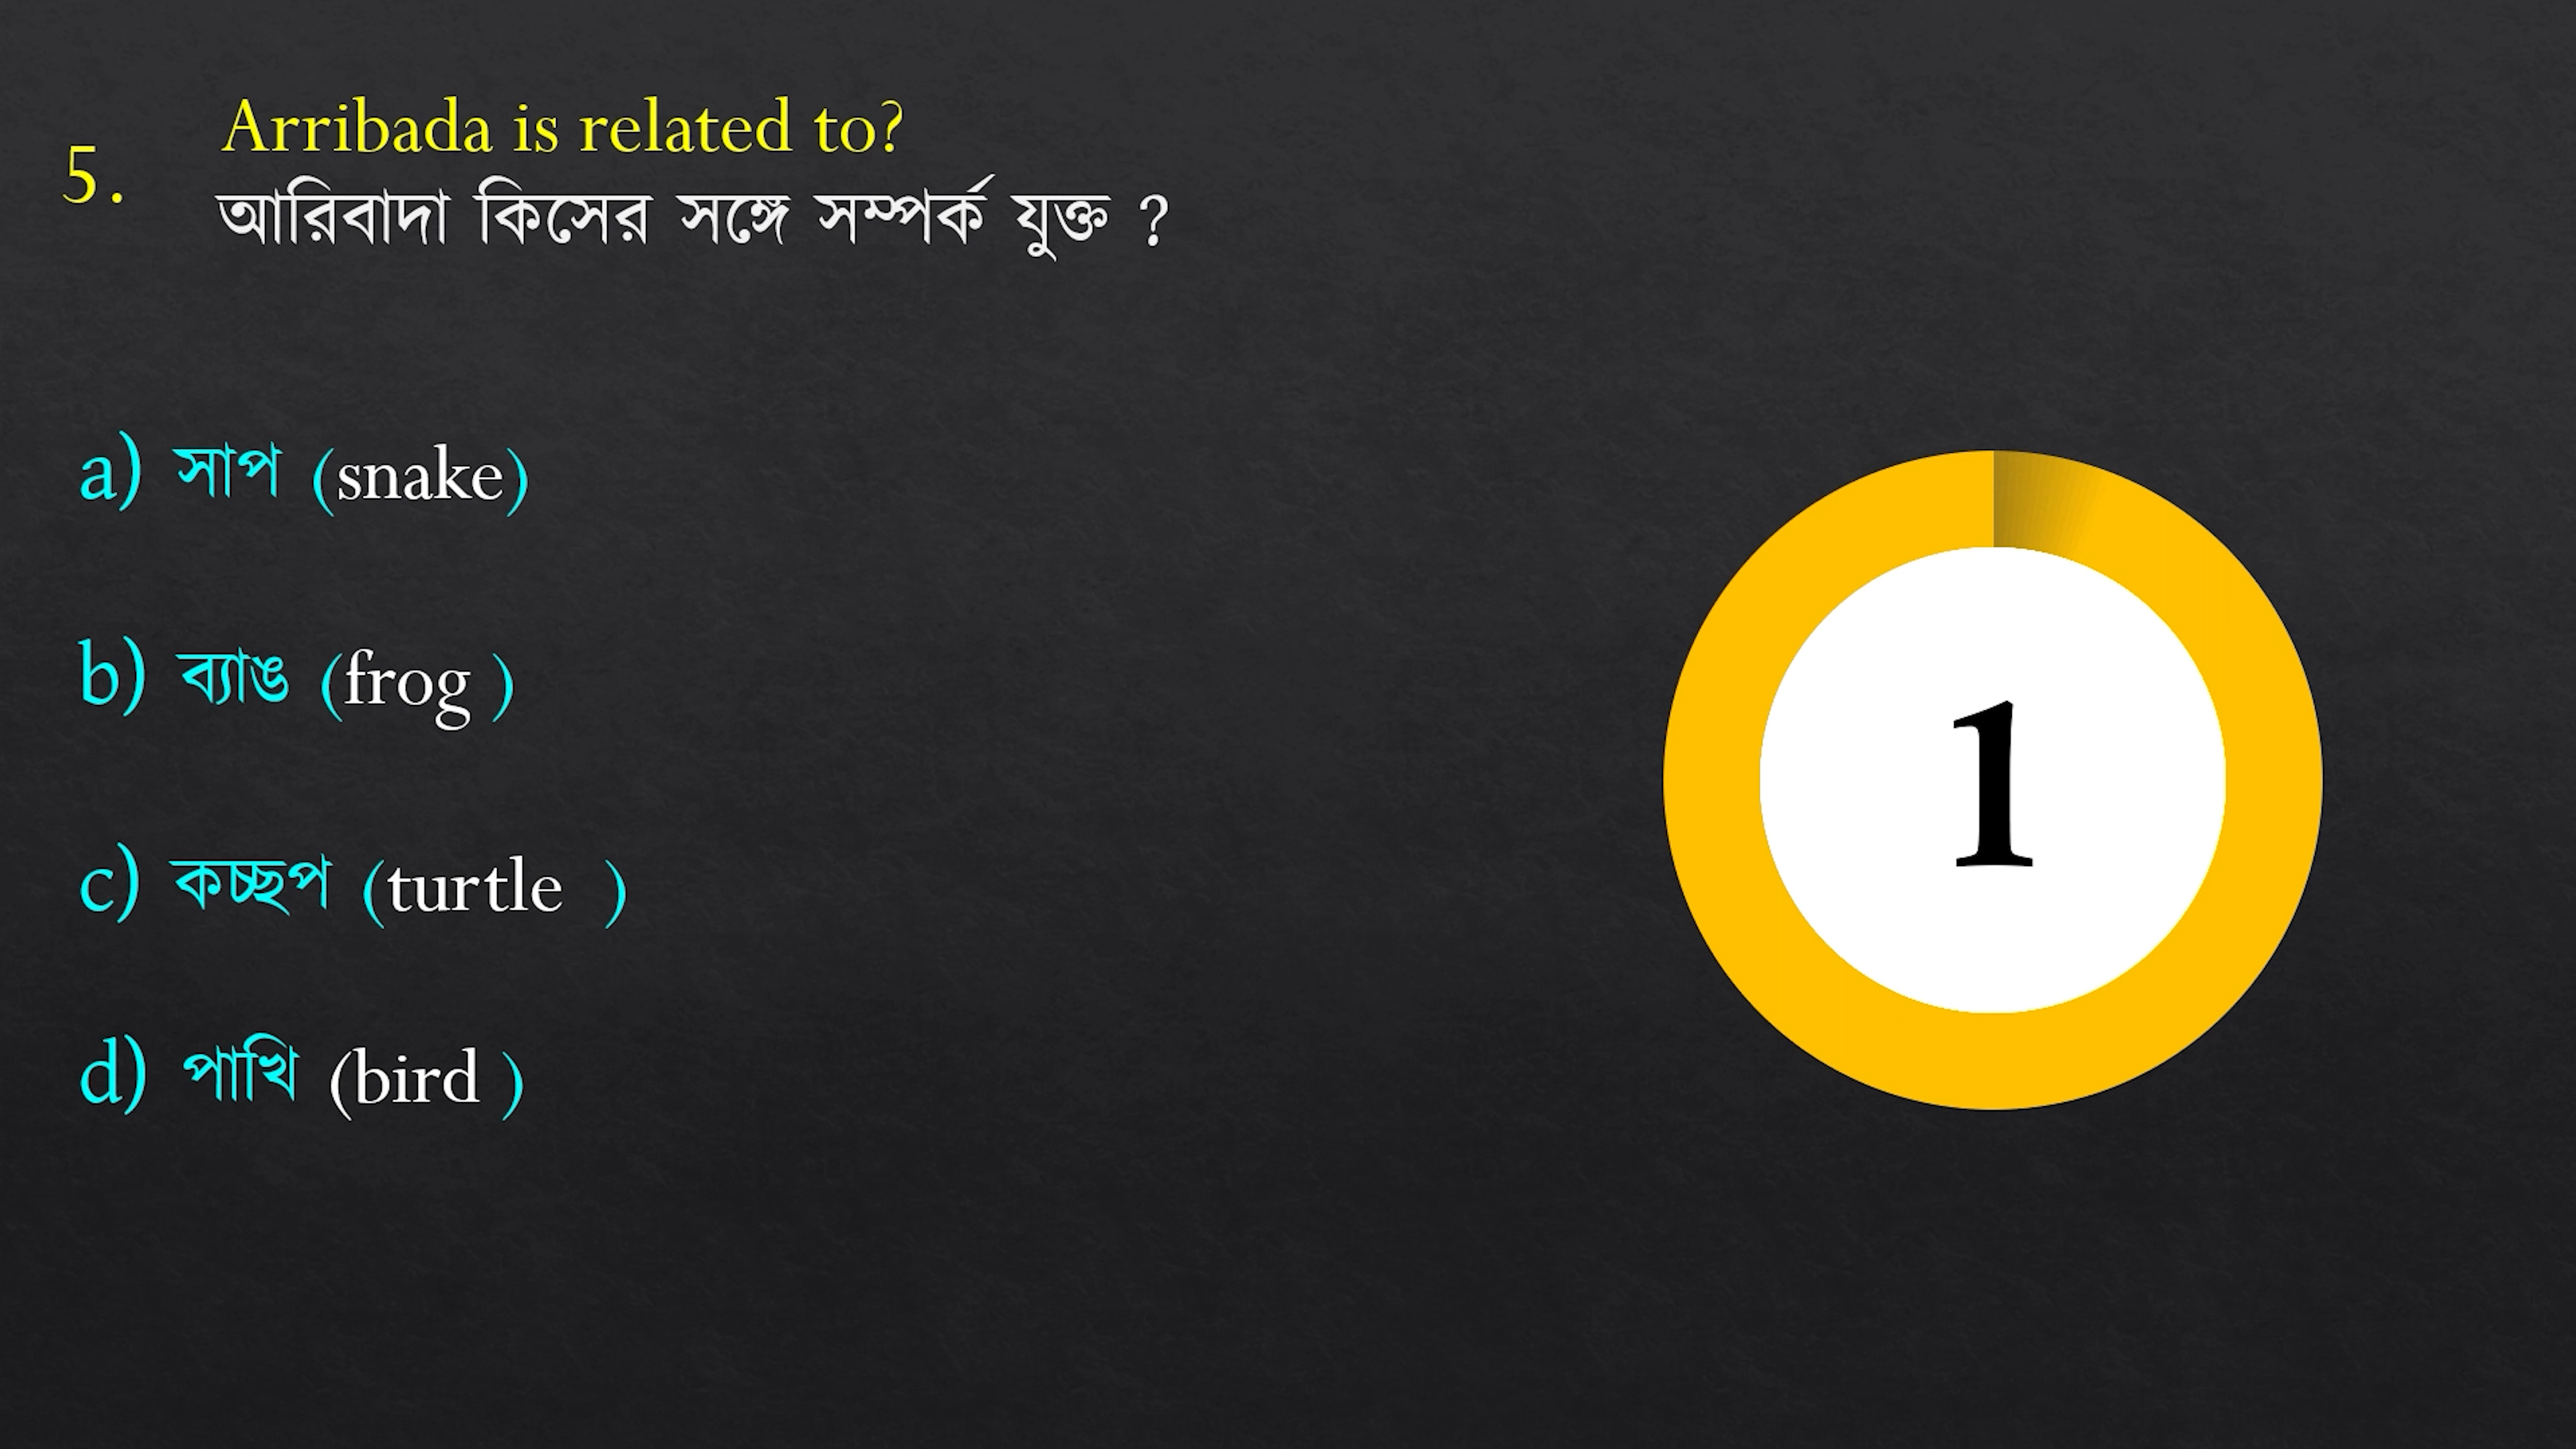 5.
Arribada is related to?
আরিবাদা কিসের সঙ্গে সম্পর্ক যুক্ত ?
a) সাপ (snake)
b) ব্যাঙ (frog )
c) কচ্ছপ (turtle )
d) পাখি (bird )
1